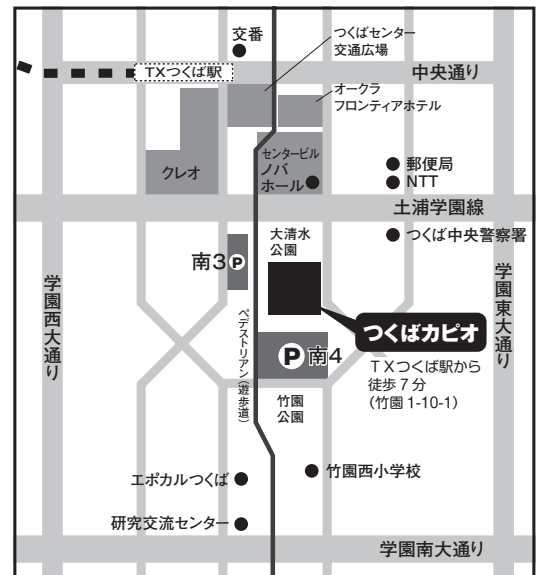 交番
つくばセンター
交通広場
TXつくば駅
中央通り
オークラ
フロンティアホテル
クレオ
センタービル
ノバ
ホール
郵便局
NTT
土浦学園線
大清水
公園
つくば中央警察署
南3 P
学園西大通り
学園東大通り
ペデストリアン（遊歩道）
つくばカピオ
P 南4
TXつくば駅から
徒歩7分
（竹園1-10-1）
竹園
公園
エポカルつくば
竹園西小学校
研究交流センター
学園南大通り